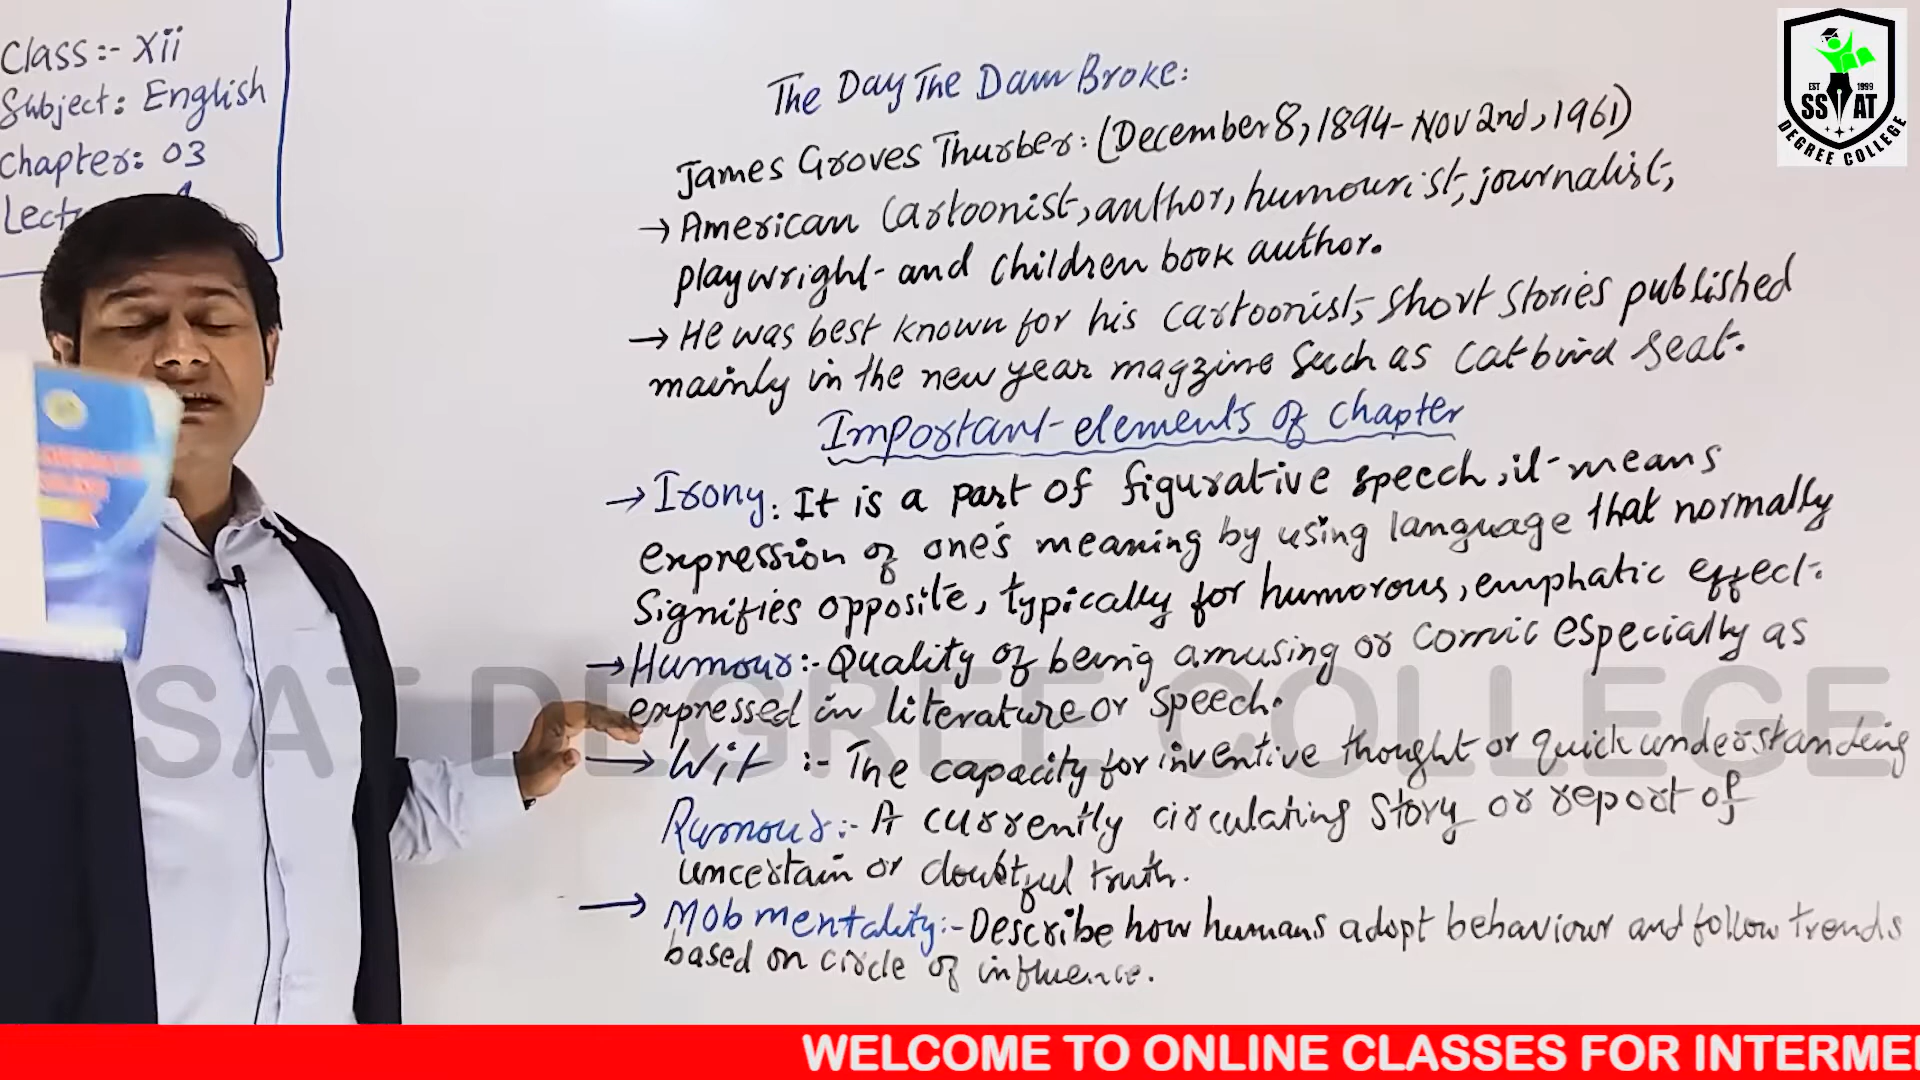 Class:- Xii
Subject: English
Chapter: 03
The Day The Dam Broke:
James Groves Thurber: (December 8, 1894 - Nov 2nd, 1961)
→ American Cartoonist, author, humourist, journalist,
playwright and children book author.
→ He was best known for his cartoonist, short stories published
mainly in the new year magzine such as catbird seat.
Important elements of chapter
→ Irony: It is a part of figurative speech, it means
expression of one's meaning by using language that normally
signifies opposite, typically for humorous, emphatic effect.
→ Humour:- Quality of being amusing or comic especially as
expressed in literature or speech.
→ Wit :- The capacity for inventive thought or quick understanding
Rumour:- A currently circulating story or report of
uncertain or doubtful truth.
→ Mob mentality:- Describe how humans adopt behaviour and follow trends
based on circle of influence.
EST 1999
SS AT
DEGREE COLLEGE
SAT DEGREE COLLEGE
WELCOME TO ONLINE CLASSES FOR INTERME